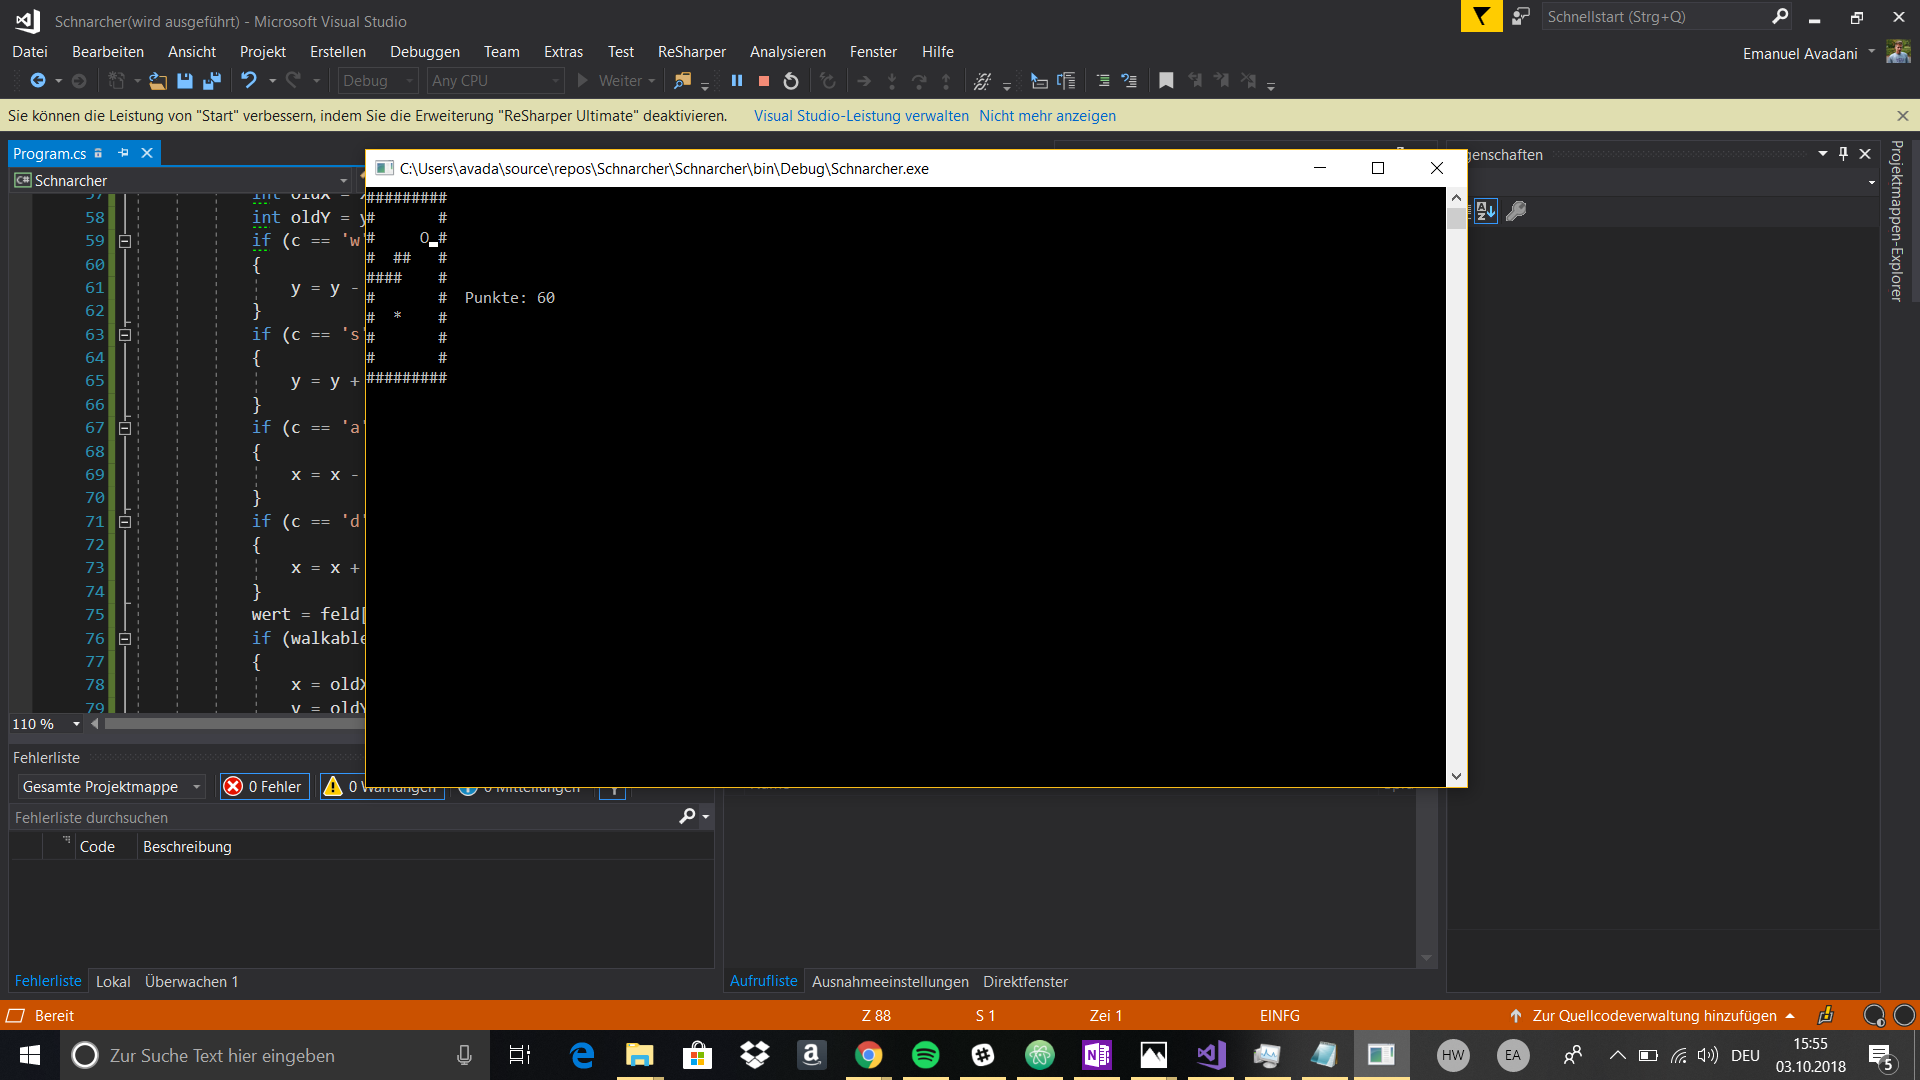 Schnarcher(wird ausgeführt) - Microsoft Visual Studio
Schnellstart (Strg+Q)
Datei Bearbeiten Ansicht Projekt Erstellen Debuggen Team Extras Test ReSharper Analysieren Fenster Hilfe
Emanuel Avadani
Debug Any CPU Weiter
Sie können die Leistung von "Start" verbessern, indem Sie die Erweiterung "ReSharper Ultimate" deaktivieren. Visual Studio-Leistung verwalten Nicht mehr anzeigen
Program.cs
C# Schnarcher
C:\Users\avada\source\repos\Schnarcher\Schnarcher\bin\Debug\Schnarcher.exe
genschaften
Projektmappen-Explorer
#########
#       #
#     O_#
#  ##   #
####    #
#       #  Punkte: 60
#  *    #
#       #
#       #
#########
57 int oldX =
58 int oldY = y
59 if (c == 'w'
60 {
61 y = y -
62 }
63 if (c == 's'
64 {
65 y = y +
66 }
67 if (c == 'a'
68 {
69 x = x -
70 }
71 if (c == 'd'
72 {
73 x = x +
74 }
75 wert = feld[
76 if (walkable
77 {
78 x = oldX
79 y = oldY
110 %
Fehlerliste
Gesamte Projektmappe 0 Fehler 0 Warnungen 0 Mitteilungen
Fehlerliste durchsuchen
Code Beschreibung
Fehlerliste Lokal Überwachen 1
Aufrufliste Ausnahmeeinstellungen Direktfenster
Bereit Z 88 S 1 Zei 1 EINFG Zur Quellcodeverwaltung hinzufügen
Zur Suche Text hier eingeben
HW EA DEU
15:55
03.10.2018
5